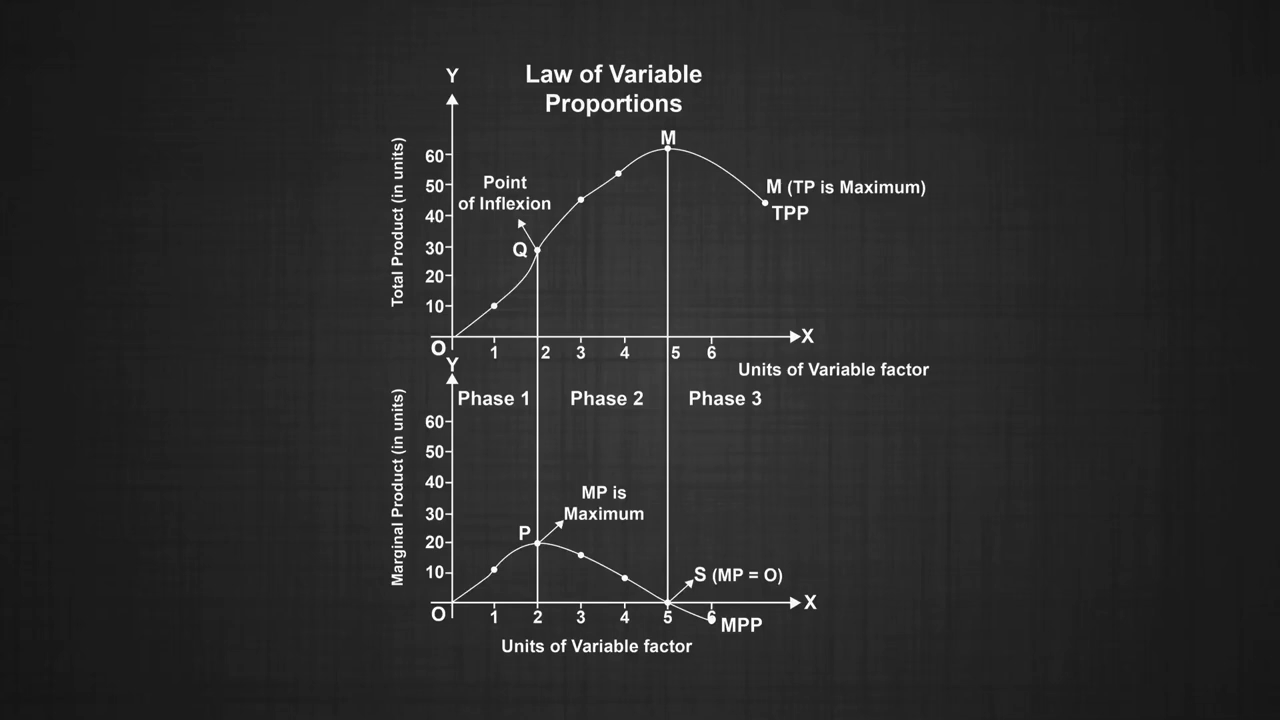 Law of Variable
Proportions
Y
Total Product (in units)
60
50
40
30
20
10
O
Point
of Inflexion
Q
M
M (TP is Maximum)
TPP
X
1 2 3 4 5 6
Units of Variable factor
Y
Phase 1 Phase 2 Phase 3
Marginal Product (in units)
60
50
40
30
20
10
O
MP is
Maximum
P
S (MP = O)
X
1 2 3 4 5 6
MPP
Units of Variable factor